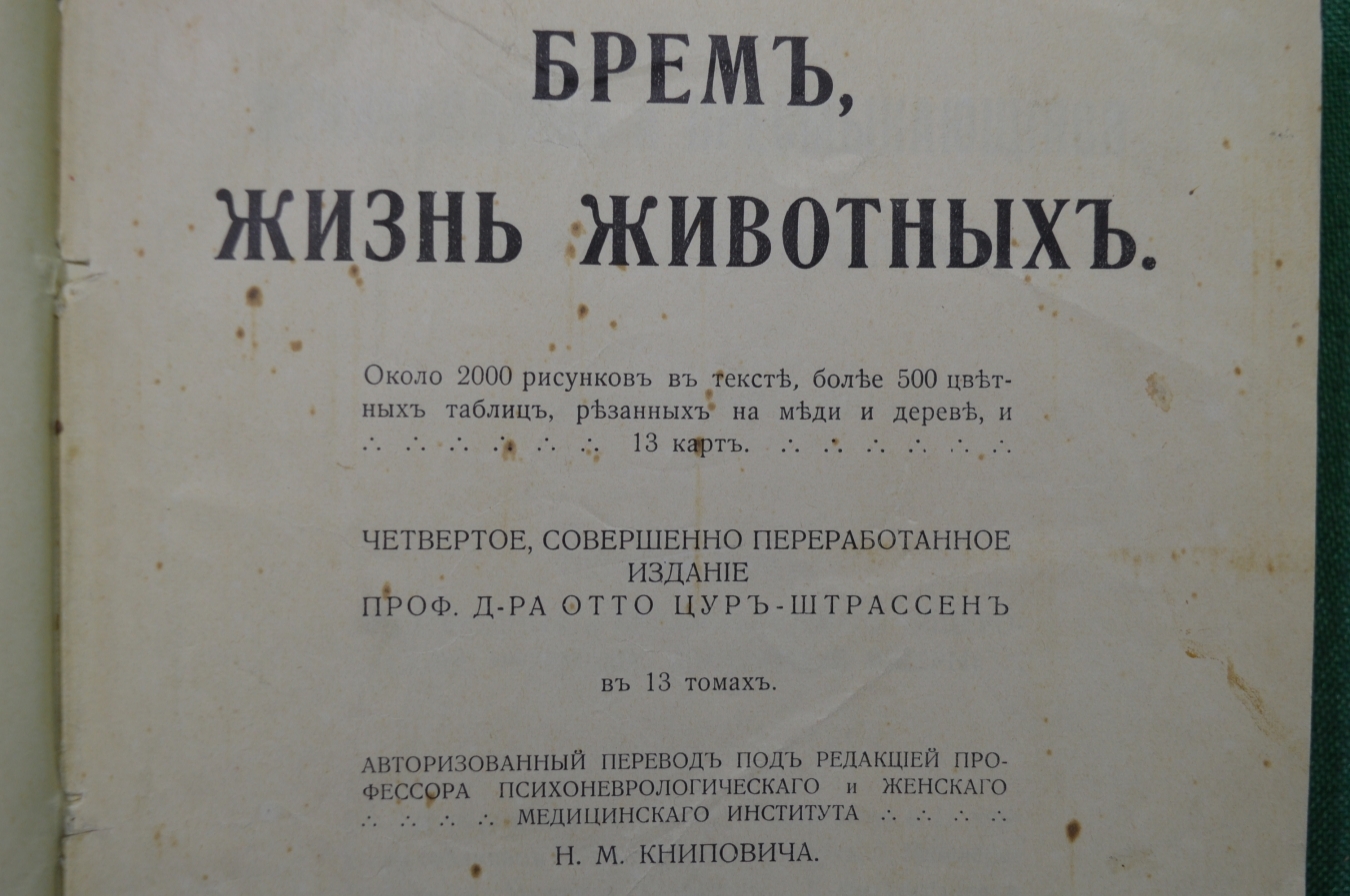 БРЕМЪ,
ЖИЗНЬ ЖИВОТНЫХЪ.
Около 2000 рисунковъ въ текстѣ, болѣе 500 цвѣт-
ныхъ таблицъ, рѣзанныхъ на мѣди и деревѣ, и
∴ ∴ ∴ ∴ ∴ ∴ 13 картъ. ∴ ∴ ∴ ∴ ∴ ∴
ЧЕТВЕРТОЕ, СОВЕРШЕННО ПЕРЕРАБОТАННОЕ
ИЗДАНІЕ
ПРОФ. Д-РА ОТТО ЦУРЪ-ШТРАССЕНЪ
въ 13 томахъ.
АВТОРИЗОВАННЫЙ ПЕРЕВОДЪ ПОДЪ РЕДАКЦІЕЙ ПРО-
ФЕССОРА ПСИХОНЕВРОЛОГИЧЕСКАГО и ЖЕНСКАГО
∴ ∴ ∴ ∴ МЕДИЦИНСКАГО ИНСТИТУТА ∴ ∴ ∴ ∴
Н. М. КНИПОВИЧА.